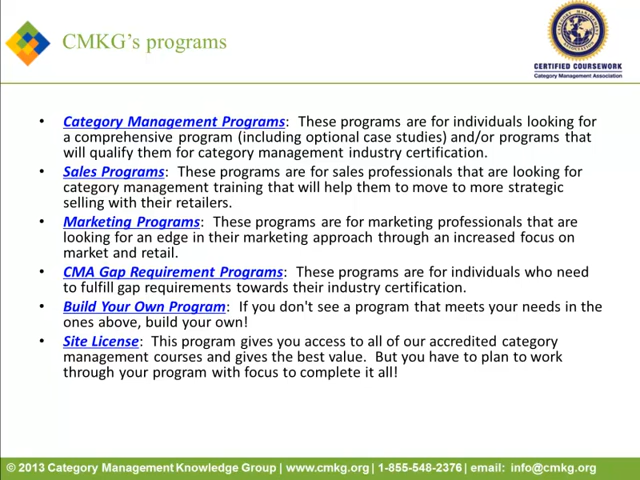 CMKG's programs
CERTIFIED COURSEWORK
Category Management Association
• Category Management Programs: These programs are for individuals looking for
a comprehensive program (including optional case studies) and/or programs that
will qualify them for category management industry certification.
• Sales Programs: These programs are for sales professionals that are looking for
category management training that will help them to move to more strategic
selling with their retailers.
• Marketing Programs: These programs are for marketing professionals that are
looking for an edge in their marketing approach through an increased focus on
market and retail.
• CMA Gap Requirement Programs: These programs are for individuals who need
to fulfill gap requirements towards their industry certification.
• Build Your Own Program: If you don't see a program that meets your needs in the
ones above, build your own!
• Site License: This program gives you access to all of our accredited category
management courses and gives the best value. But you have to plan to work
through your program with focus to complete it all!
© 2013 Category Management Knowledge Group | www.cmkg.org | 1-855-548-2376 | email: info@cmkg.org